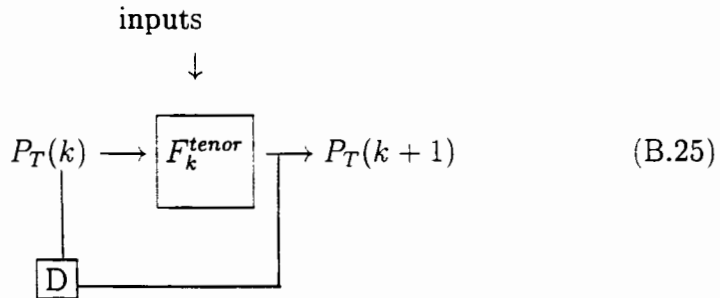 inputs
↓
P_T(k) → F_k^{tenor} → P_T(k + 1) (B.25)
D